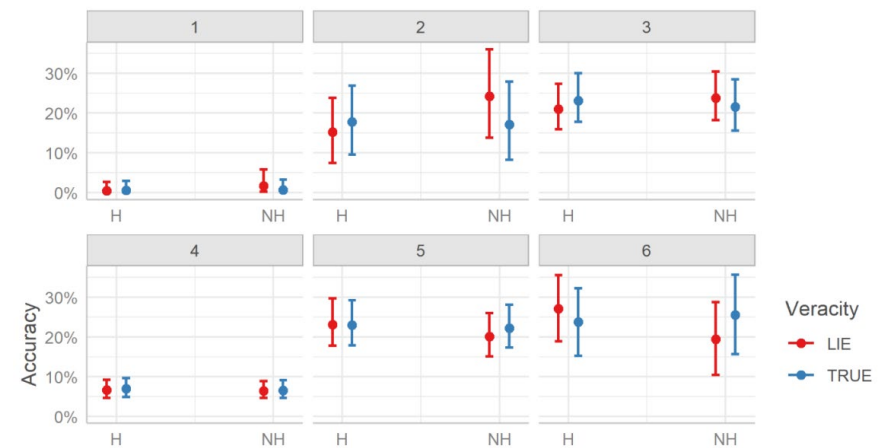 1 2 3
30%
20%
10%
0%
H NH H NH H NH
4 5 6
Accuracy
30%
20%
10%
0%
H NH H NH H NH
Veracity
LIE
TRUE